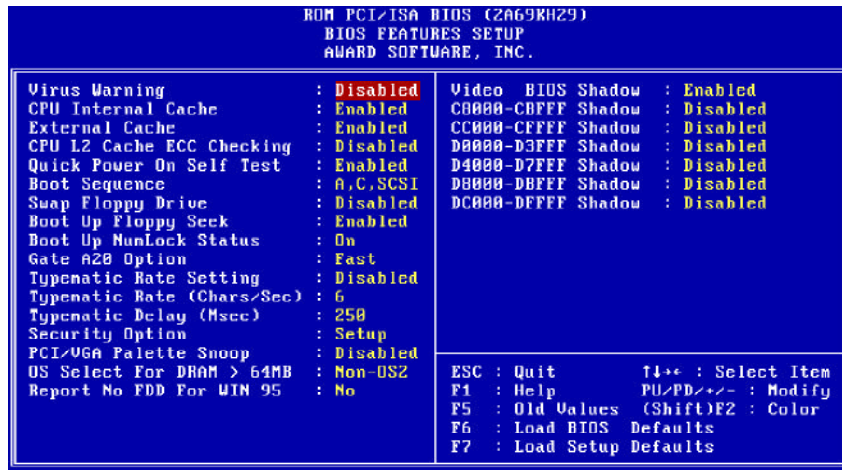 ROM PCI/ISA BIOS (2A69KH29)
BIOS FEATURES SETUP
AWARD SOFTWARE, INC.
Virus Warning : Disabled
CPU Internal Cache : Enabled
External Cache : Enabled
CPU L2 Cache ECC Checking : Disabled
Quick Power On Self Test : Enabled
Boot Sequence : A,C,SCSI
Swap Floppy Drive : Disabled
Boot Up Floppy Seek : Enabled
Boot Up NumLock Status : On
Gate A20 Option : Fast
Typematic Rate Setting : Disabled
Typematic Rate (Chars/Sec) : 6
Typematic Delay (Msec) : 250
Security Option : Setup
PCI/VGA Palette Snoop : Disabled
OS Select For DRAM > 64MB : Non-OS2
Report No FDD For WIN 95 : No
Video BIOS Shadow : Enabled
C8000-CBFFF Shadow : Disabled
CC000-CFFFF Shadow : Disabled
D0000-D3FFF Shadow : Disabled
D4000-D7FFF Shadow : Disabled
D8000-DBFFF Shadow : Disabled
DC000-DFFFF Shadow : Disabled
ESC : Quit ↑↓→← : Select Item
F1 : Help PU/PD/+/- : Modify
F5 : Old Values (Shift)F2 : Color
F6 : Load BIOS Defaults
F7 : Load Setup Defaults